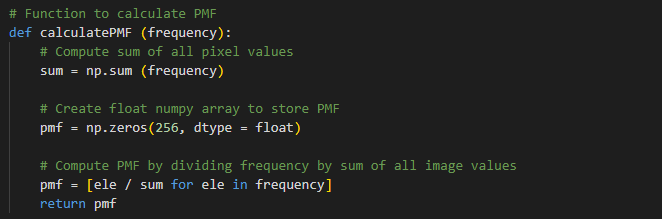 # Function to calculate PMF
def calculatePMF (frequency):
# Compute sum of all pixel values
sum = np.sum (frequency)
# Create float numpy array to store PMF
pmf = np.zeros(256, dtype = float)
# Compute PMF by dividing frequency by sum of all image values
pmf = [ele / sum for ele in frequency]
return pmf